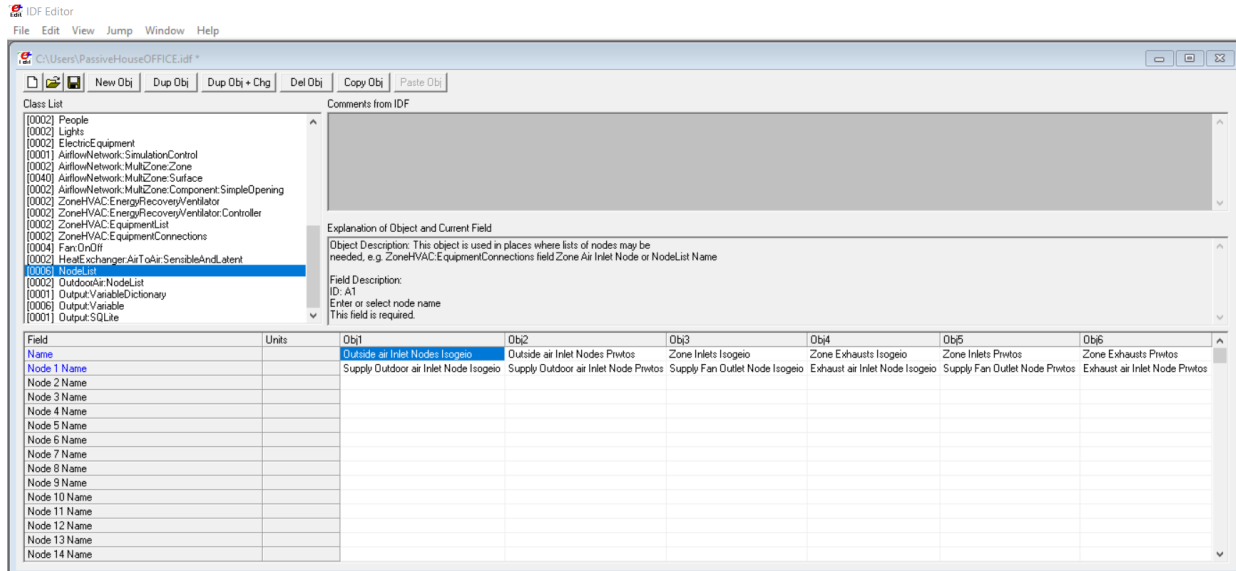 IDF Editor
File Edit View Jump Window Help
C:\Users\PassiveHouseOFFICE.idf *
New Obj Dup Obj Dup Obj + Chg Del Obj Copy Obj Paste Obj
Class List Comments from IDF
[0002] People
[0002] Lights
[0002] ElectricEquipment
[0001] AirflowNetwork:SimulationControl
[0002] AirflowNetwork:MultiZone:Zone
[0040] AirflowNetwork:MultiZone:Surface
[0002] AirflowNetwork:MultiZone:Component:SimpleOpening
[0002] ZoneHVAC:EnergyRecoveryVentilator
[0002] ZoneHVAC:EnergyRecoveryVentilator:Controller
[0002] ZoneHVAC:EquipmentList
[0002] ZoneHVAC:EquipmentConnections
[0004] Fan:OnOff
[0002] HeatExchanger:AirToAir:SensibleAndLatent
[0006] NodeList
[0002] OutdoorAir:NodeList
[0001] Output:VariableDictionary
[0006] Output:Variable
[0001] Output:SQLite
Explanation of Object and Current Field
Object Description: This object is used in places where lists of nodes may be
needed, e.g. ZoneHVAC:EquipmentConnections field Zone Air Inlet Node or NodeList Name
Field Description:
ID: A1
Enter or select node name
This field is required.
Field Units Obj1 Obj2 Obj3 Obj4 Obj5 Obj6
Name Outside air Inlet Nodes Isogeio Outside air Inlet Nodes Prwtos Zone Inlets Isogeio Zone Exhausts Isogeio Zone Inlets Prwtos Zone Exhausts Prwtos
Node 1 Name Supply Outdoor air Inlet Node Isogeio Supply Outdoor air Inlet Node Prwtos Supply Fan Outlet Node Isogeio Exhaust air Inlet Node Isogeio Supply Fan Outlet Node Prwtos Exhaust air Inlet Node Prwtos
Node 2 Name
Node 3 Name
Node 4 Name
Node 5 Name
Node 6 Name
Node 7 Name
Node 8 Name
Node 9 Name
Node 10 Name
Node 11 Name
Node 12 Name
Node 13 Name
Node 14 Name